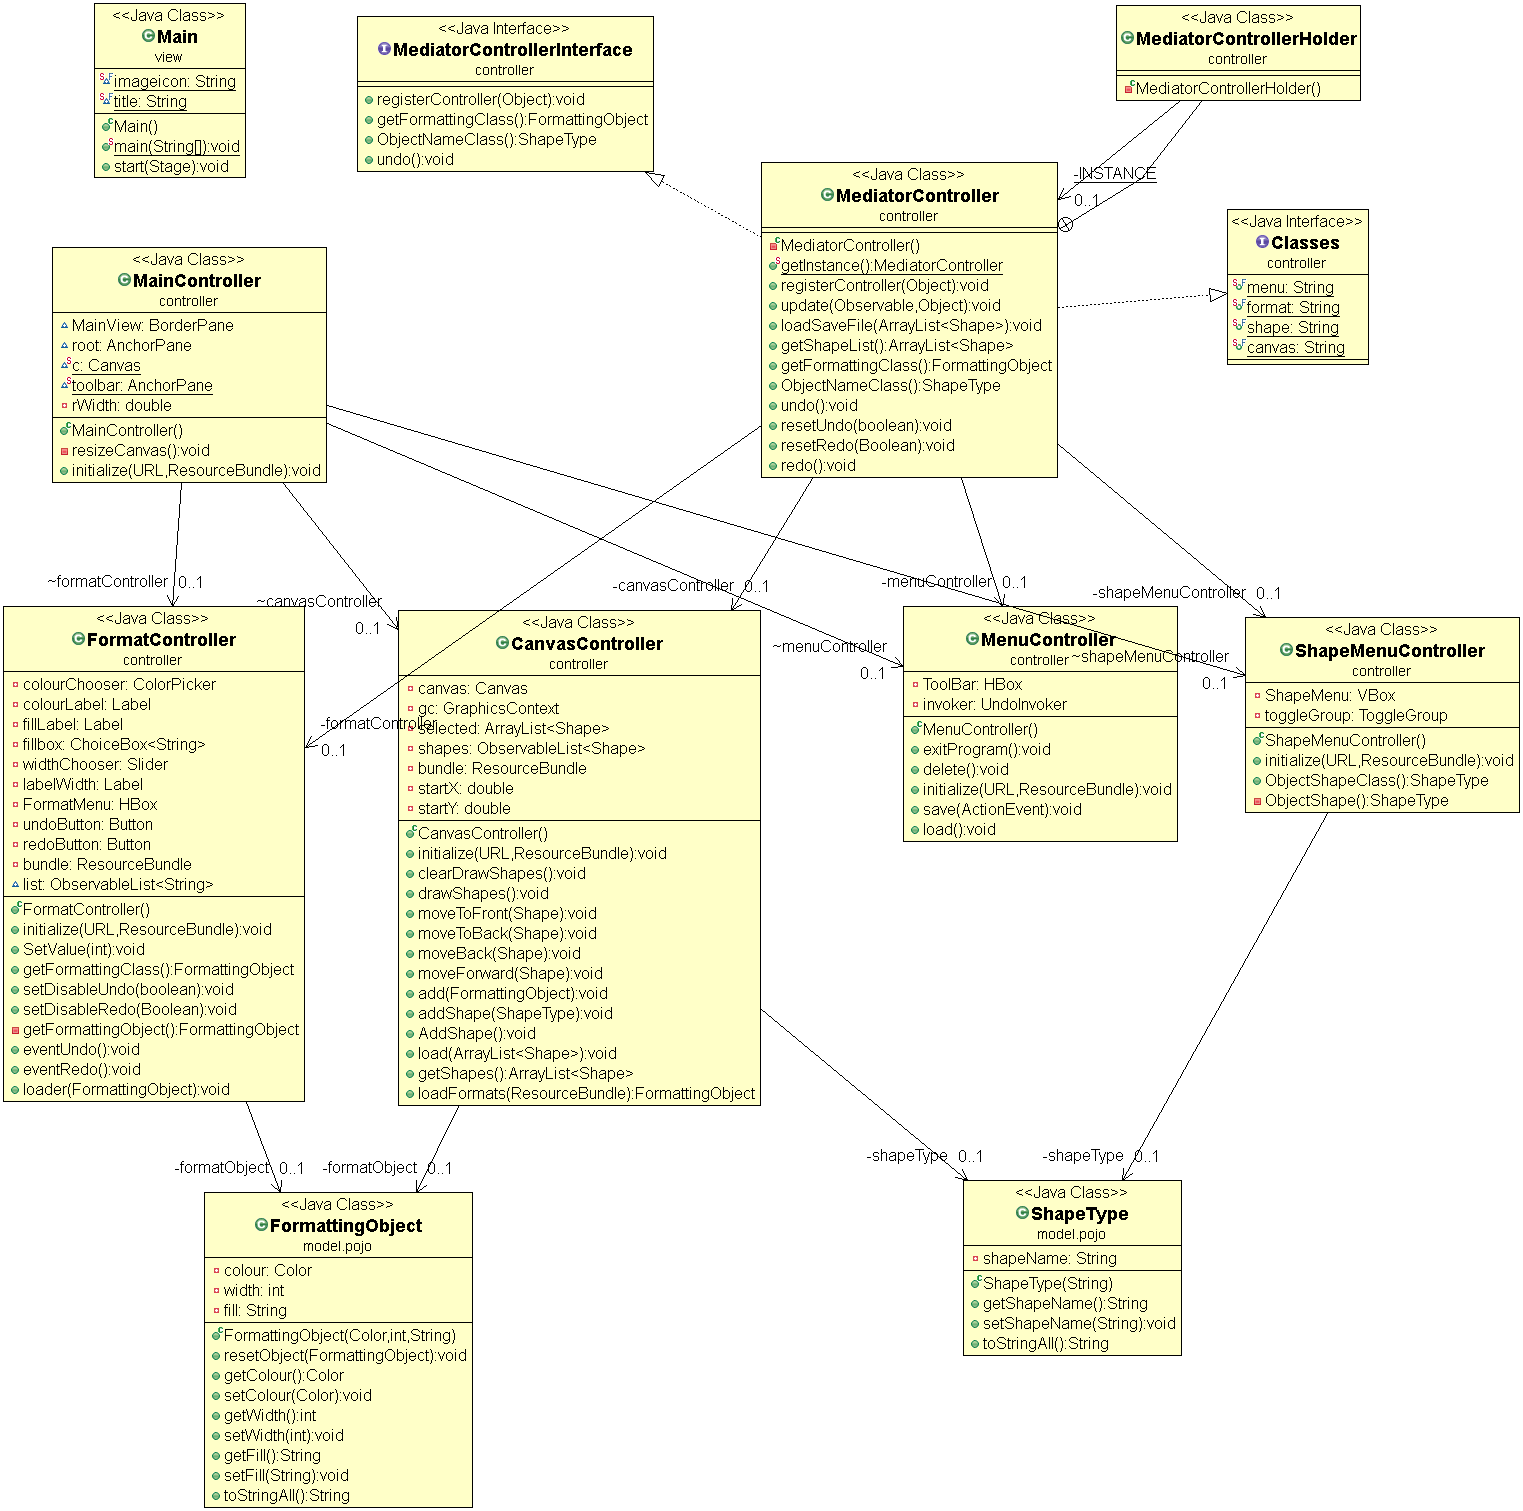 <<Java Class>>
Main
view
imageicon: String
title: String
Main()
main(String[]):void
start(Stage):void
<<Java Interface>>
MediatorControllerInterface
controller
registerController(Object):void
getFormattingClass():FormattingObject
ObjectNameClass():ShapeType
undo():void
<<Java Class>>
MediatorControllerHolder
controller
MediatorControllerHolder()
-INSTANCE
0..1
<<Java Class>>
MediatorController
controller
MediatorController()
getInstance():MediatorController
registerController(Object):void
update(Observable,Object):void
loadSaveFile(ArrayList<Shape>):void
getShapeList():ArrayList<Shape>
getFormattingClass():FormattingObject
ObjectNameClass():ShapeType
undo():void
resetUndo(boolean):void
resetRedo(Boolean):void
redo():void
<<Java Interface>>
Classes
controller
menu: String
format: String
shape: String
canvas: String
<<Java Class>>
MainController
controller
MainView: BorderPane
root: AnchorPane
c: Canvas
toolbar: AnchorPane
rWidth: double
MainController()
resizeCanvas():void
initialize(URL,ResourceBundle):void
~formatController 0..1
~canvasController
0..1
-canvasController 0..1
-menuController 0..1
-shapeMenuController 0..1
~menuController
0..1
~shapeMenuController
0..1
-formatController
0..1
<<Java Class>>
FormatController
controller
colourChooser: ColorPicker
colourLabel: Label
fillLabel: Label
fillbox: ChoiceBox<String>
widthChooser: Slider
labelWidth: Label
FormatMenu: HBox
undoButton: Button
redoButton: Button
bundle: ResourceBundle
list: ObservableList<String>
FormatController()
initialize(URL,ResourceBundle):void
SetValue(int):void
getFormattingClass():FormattingObject
setDisableUndo(boolean):void
setDisableRedo(Boolean):void
getFormattingObject():FormattingObject
eventUndo():void
eventRedo():void
loader(FormattingObject):void
<<Java Class>>
CanvasController
controller
canvas: Canvas
gc: GraphicsContext
selected: ArrayList<Shape>
shapes: ObservableList<Shape>
bundle: ResourceBundle
startX: double
startY: double
CanvasController()
initialize(URL,ResourceBundle):void
clearDrawShapes():void
drawShapes():void
moveToFront(Shape):void
moveToBack(Shape):void
moveBack(Shape):void
moveForward(Shape):void
add(FormattingObject):void
addShape(ShapeType):void
AddShape():void
load(ArrayList<Shape>):void
getShapes():ArrayList<Shape>
loadFormats(ResourceBundle):FormattingObject
<<Java Class>>
MenuController
controller
ToolBar: HBox
invoker: UndoInvoker
MenuController()
exitProgram():void
delete():void
initialize(URL,ResourceBundle):void
save(ActionEvent):void
load():void
<<Java Class>>
ShapeMenuController
controller
ShapeMenu: VBox
toggleGroup: ToggleGroup
ShapeMenuController()
initialize(URL,ResourceBundle):void
ObjectShapeClass():ShapeType
ObjectShape():ShapeType
-formatObject 0..1
-formatObject 0..1
-shapeType 0..1
-shapeType 0..1
<<Java Class>>
FormattingObject
model.pojo
colour: Color
width: int
fill: String
FormattingObject(Color,int,String)
resetObject(FormattingObject):void
getColour():Color
setColour(Color):void
getWidth():int
setWidth(int):void
getFill():String
setFill(String):void
toStringAll():String
<<Java Class>>
ShapeType
model.pojo
shapeName: String
ShapeType(String)
getShapeName():String
setShapeName(String):void
toStringAll():String